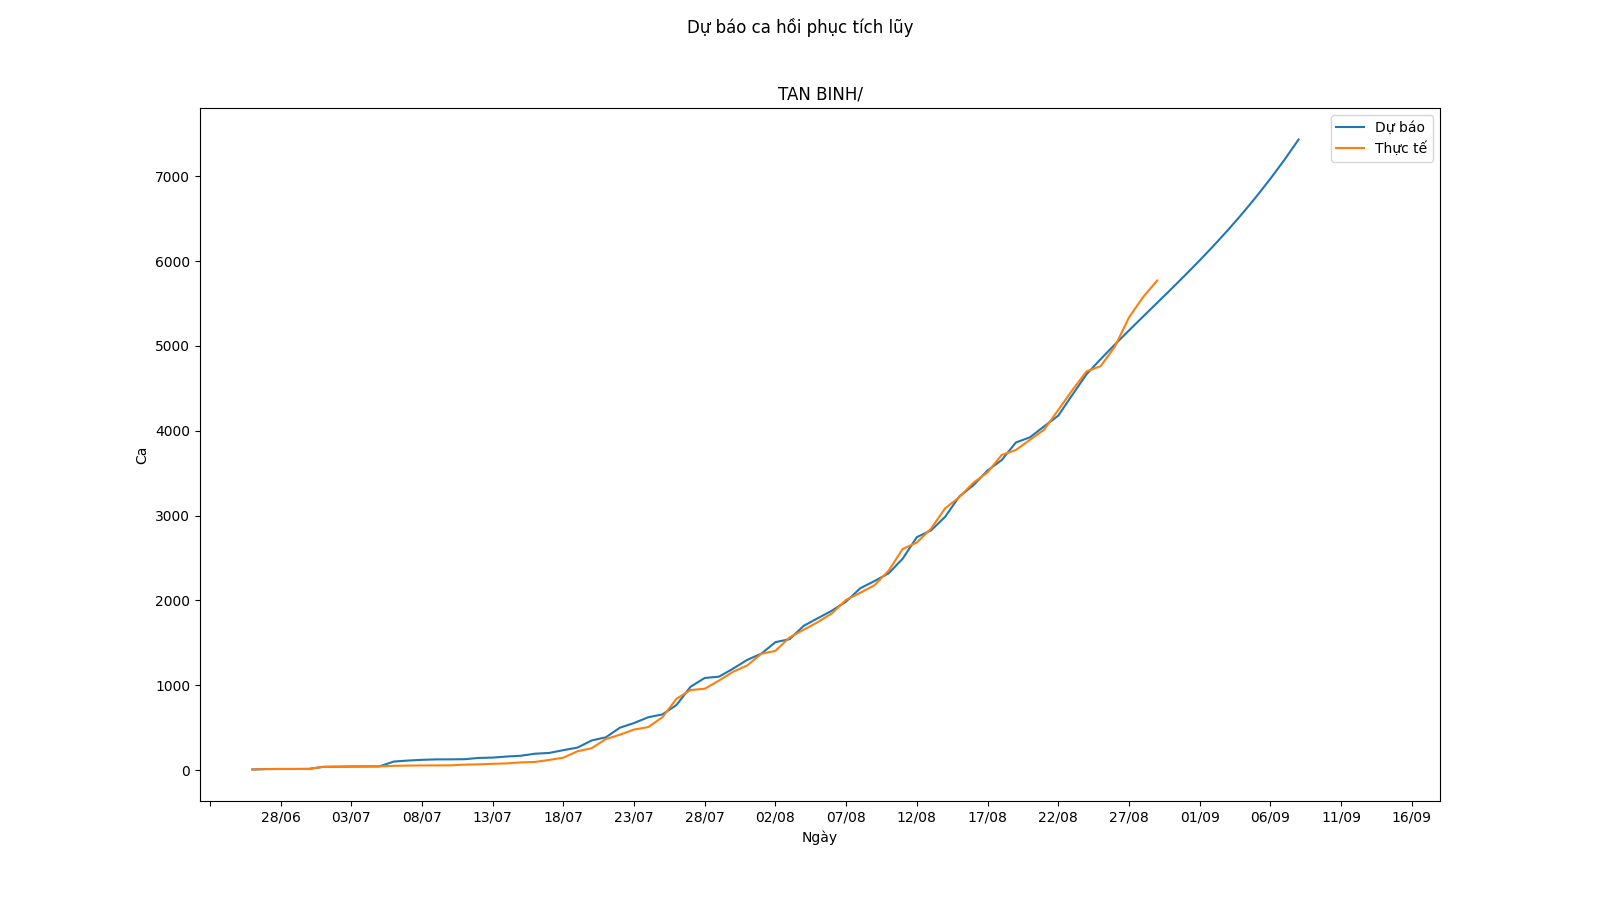 Dự báo ca hồi phục tích lũy
TAN BINH/
Dự báo
Thực tế
7000
6000
5000
4000
3000
2000
1000
0
Ca
28/06 03/07 08/07 13/07 18/07 23/07 28/07 02/08 07/08 12/08 17/08 22/08 27/08 01/09 06/09 11/09 16/09
Ngày